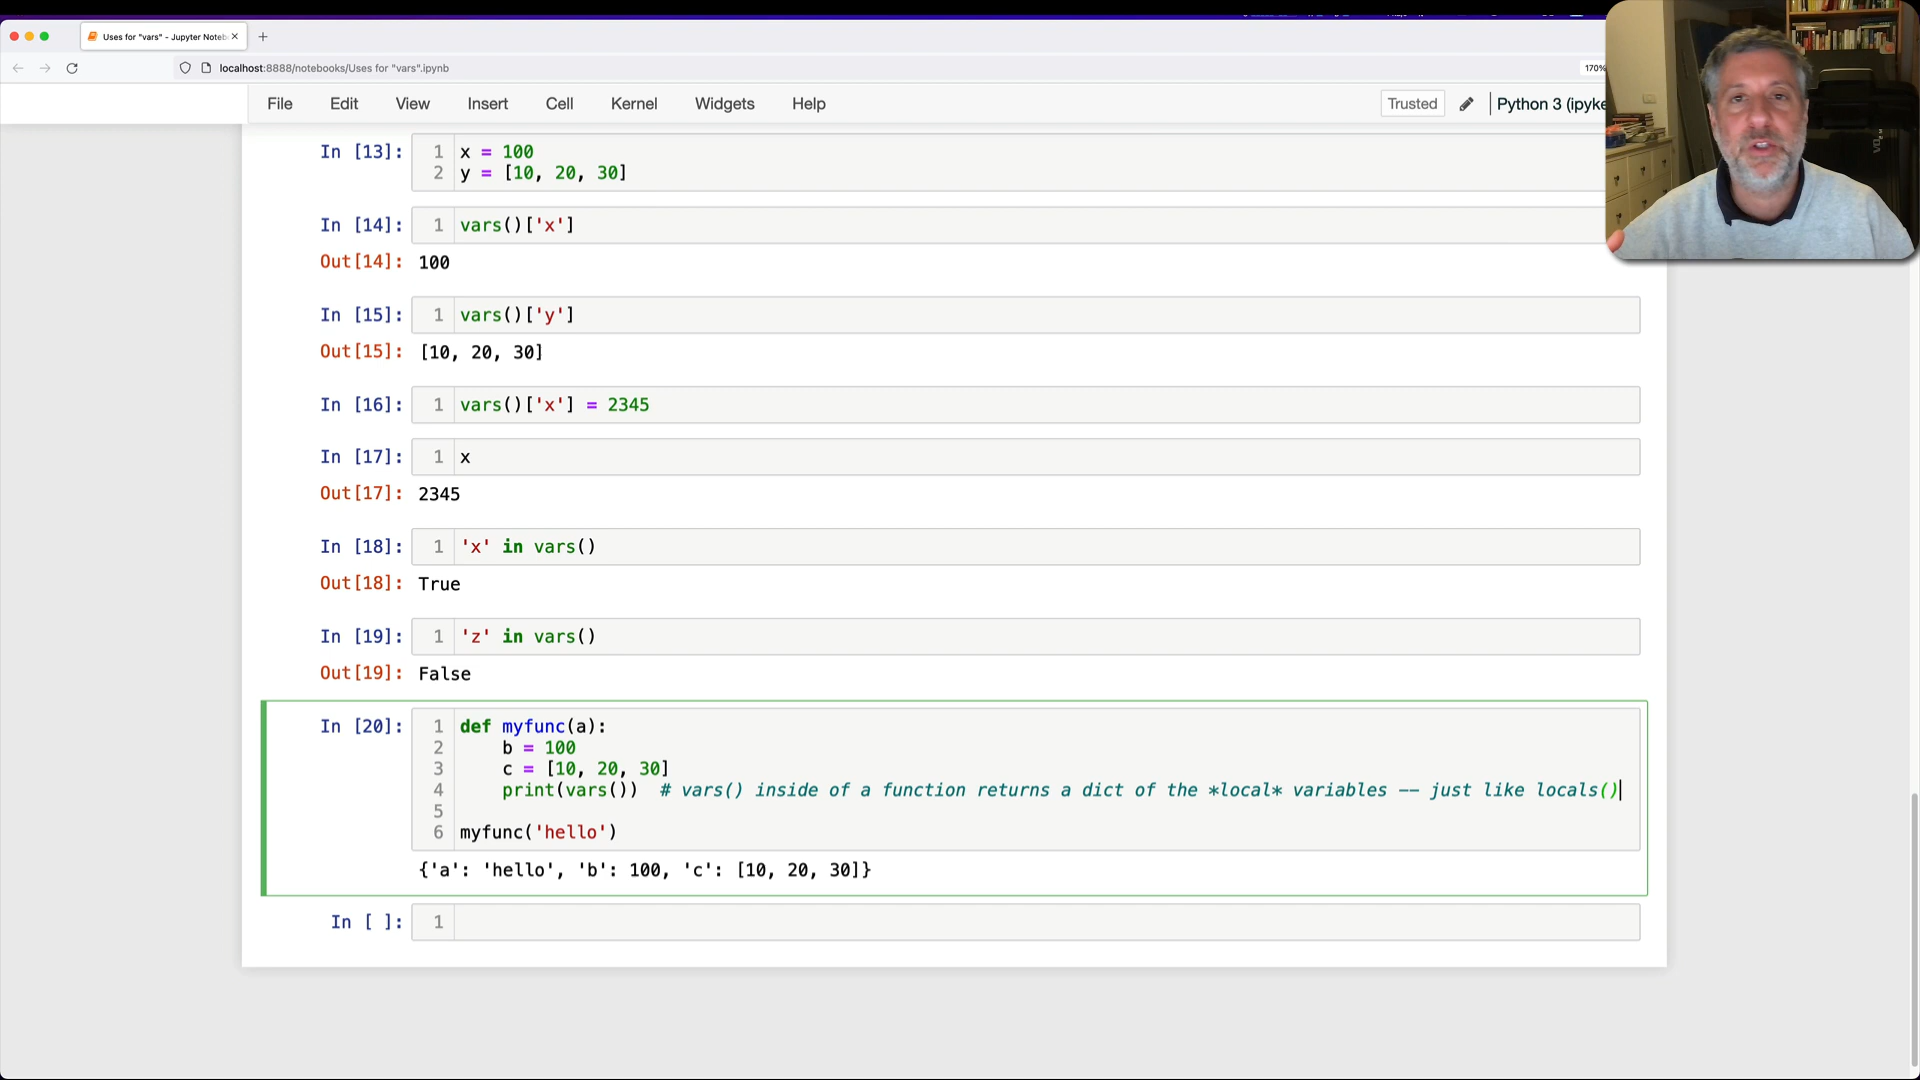 Uses for "vars" - Jupyter Noteb
localhost:8888/notebooks/Uses for "vars".ipynb
170%
File Edit View Insert Cell Kernel Widgets Help
Trusted
Python 3 (ipyke
In [13]:
1 x = 100
2 y = [10, 20, 30]
In [14]:
1 vars()['x']
Out[14]: 100
In [15]:
1 vars()['y']
Out[15]: [10, 20, 30]
In [16]:
1 vars()['x'] = 2345
In [17]:
1 x
Out[17]: 2345
In [18]:
1 'x' in vars()
Out[18]: True
In [19]:
1 'z' in vars()
Out[19]: False
In [20]:
1 def myfunc(a):
2 b = 100
3 c = [10, 20, 30]
4 print(vars())  # vars() inside of a function returns a dict of the *local* variables -- just like locals()
5
6 myfunc('hello')
{'a': 'hello', 'b': 100, 'c': [10, 20, 30]}
In [ ]:
1